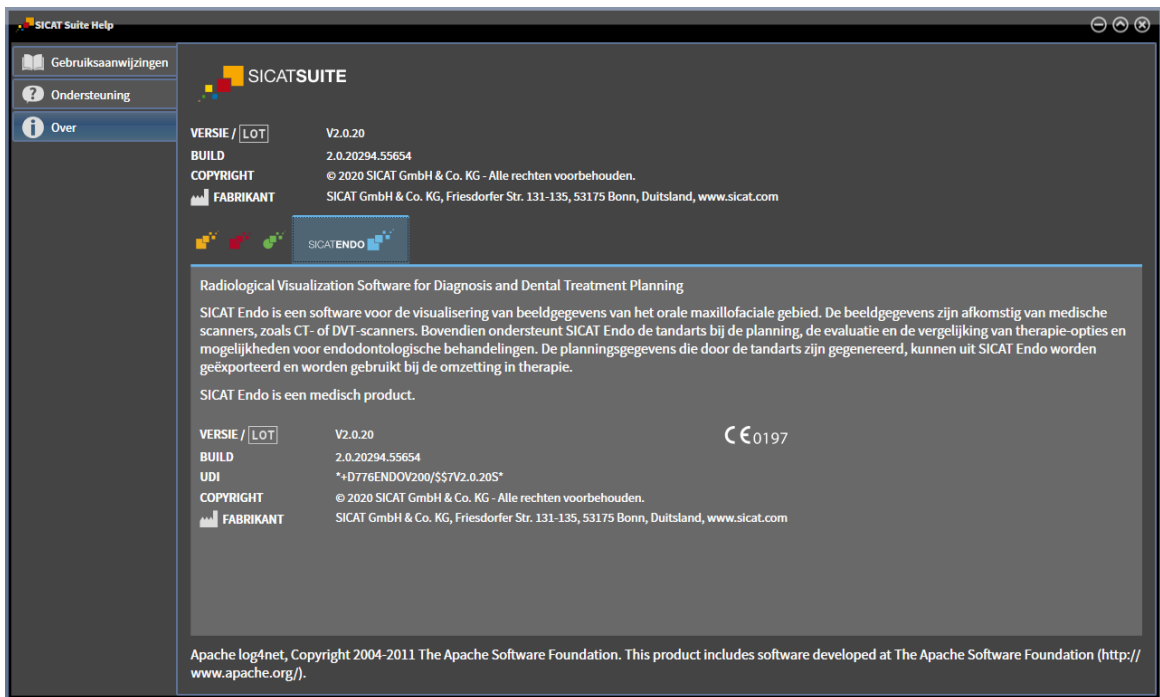 SICAT Suite Help
Gebruiksaanwijzingen
Ondersteuning
Over
SICATSUITE
VERSIE / LOT V2.0.20
BUILD 2.0.20294.55654
COPYRIGHT © 2020 SICAT GmbH & Co. KG - Alle rechten voorbehouden.
FABRIKANT SICAT GmbH & Co. KG, Friesdorfer Str. 131-135, 53175 Bonn, Duitsland, www.sicat.com
SICATENDO
Radiological Visualization Software for Diagnosis and Dental Treatment Planning
SICAT Endo is een software voor de visualisering van beeldgegevens van het orale maxillofaciale gebied. De beeldgegevens zijn afkomstig van medische
scanners, zoals CT- of DVT-scanners. Bovendien ondersteunt SICAT Endo de tandarts bij de planning, de evaluatie en de vergelijking van therapie-opties en
mogelijkheden voor endodontologische behandelingen. De planningsgegevens die door de tandarts zijn gegenereerd, kunnen uit SICAT Endo worden
geëxporteerd en worden gebruikt bij de omzetting in therapie.
SICAT Endo is een medisch product.
VERSIE / LOT V2.0.20 CE0197
BUILD 2.0.20294.55654
UDI *+D776ENDOV200/$$7V2.0.20S*
COPYRIGHT © 2020 SICAT GmbH & Co. KG - Alle rechten voorbehouden.
FABRIKANT SICAT GmbH & Co. KG, Friesdorfer Str. 131-135, 53175 Bonn, Duitsland, www.sicat.com
Apache log4net, Copyright 2004-2011 The Apache Software Foundation. This product includes software developed at The Apache Software Foundation (http://
www.apache.org/).